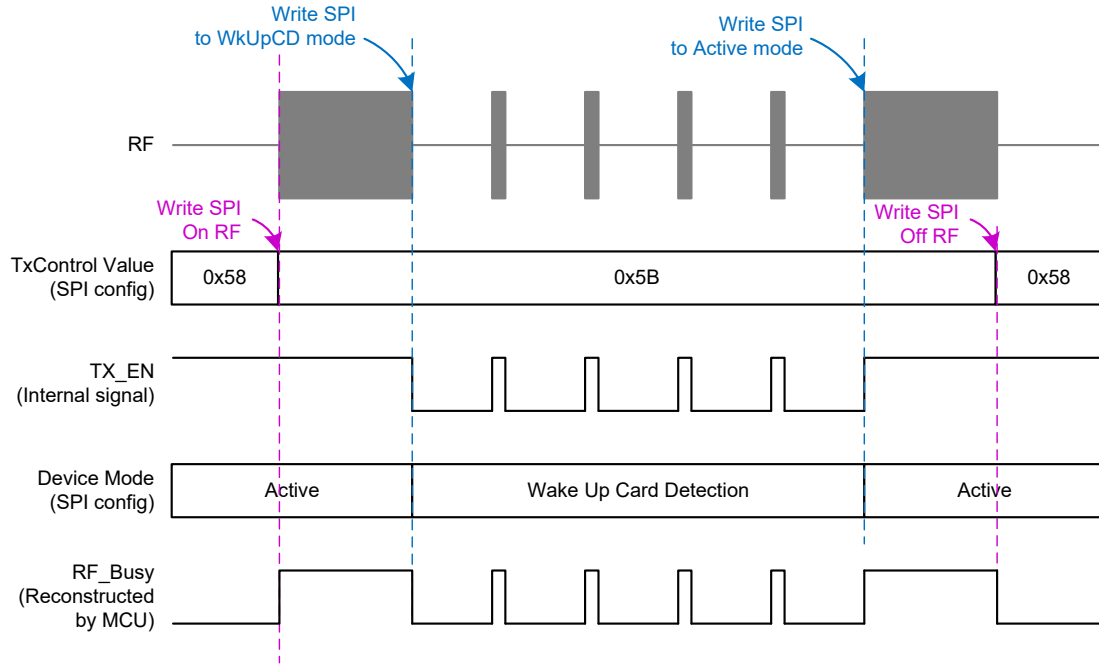 Write SPI
to WkUpCD mode
Write SPI
to Active mode
RF
Write SPI
On RF
Write SPI
Off RF
TxControl Value
(SPI config)
0x58
0x5B
0x58
TX_EN
(Internal signal)
Device Mode
(SPI config)
Active
Wake Up Card Detection
Active
RF_Busy
(Reconstructed
by MCU)